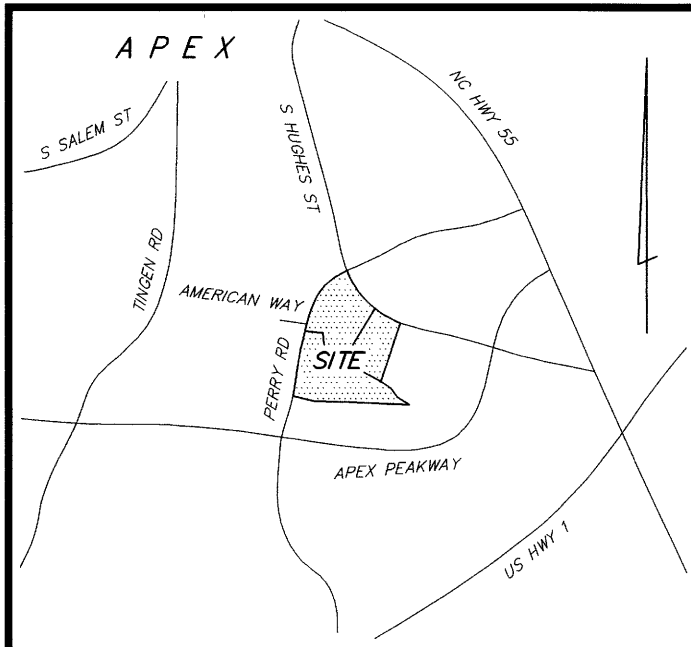 APEX
S SALEM ST
S HUGHES ST
NC HWY 55
TINGEN RD
AMERICAN WAY
PERRY RD
SITE
APEX PEAKWAY
US HWY 1